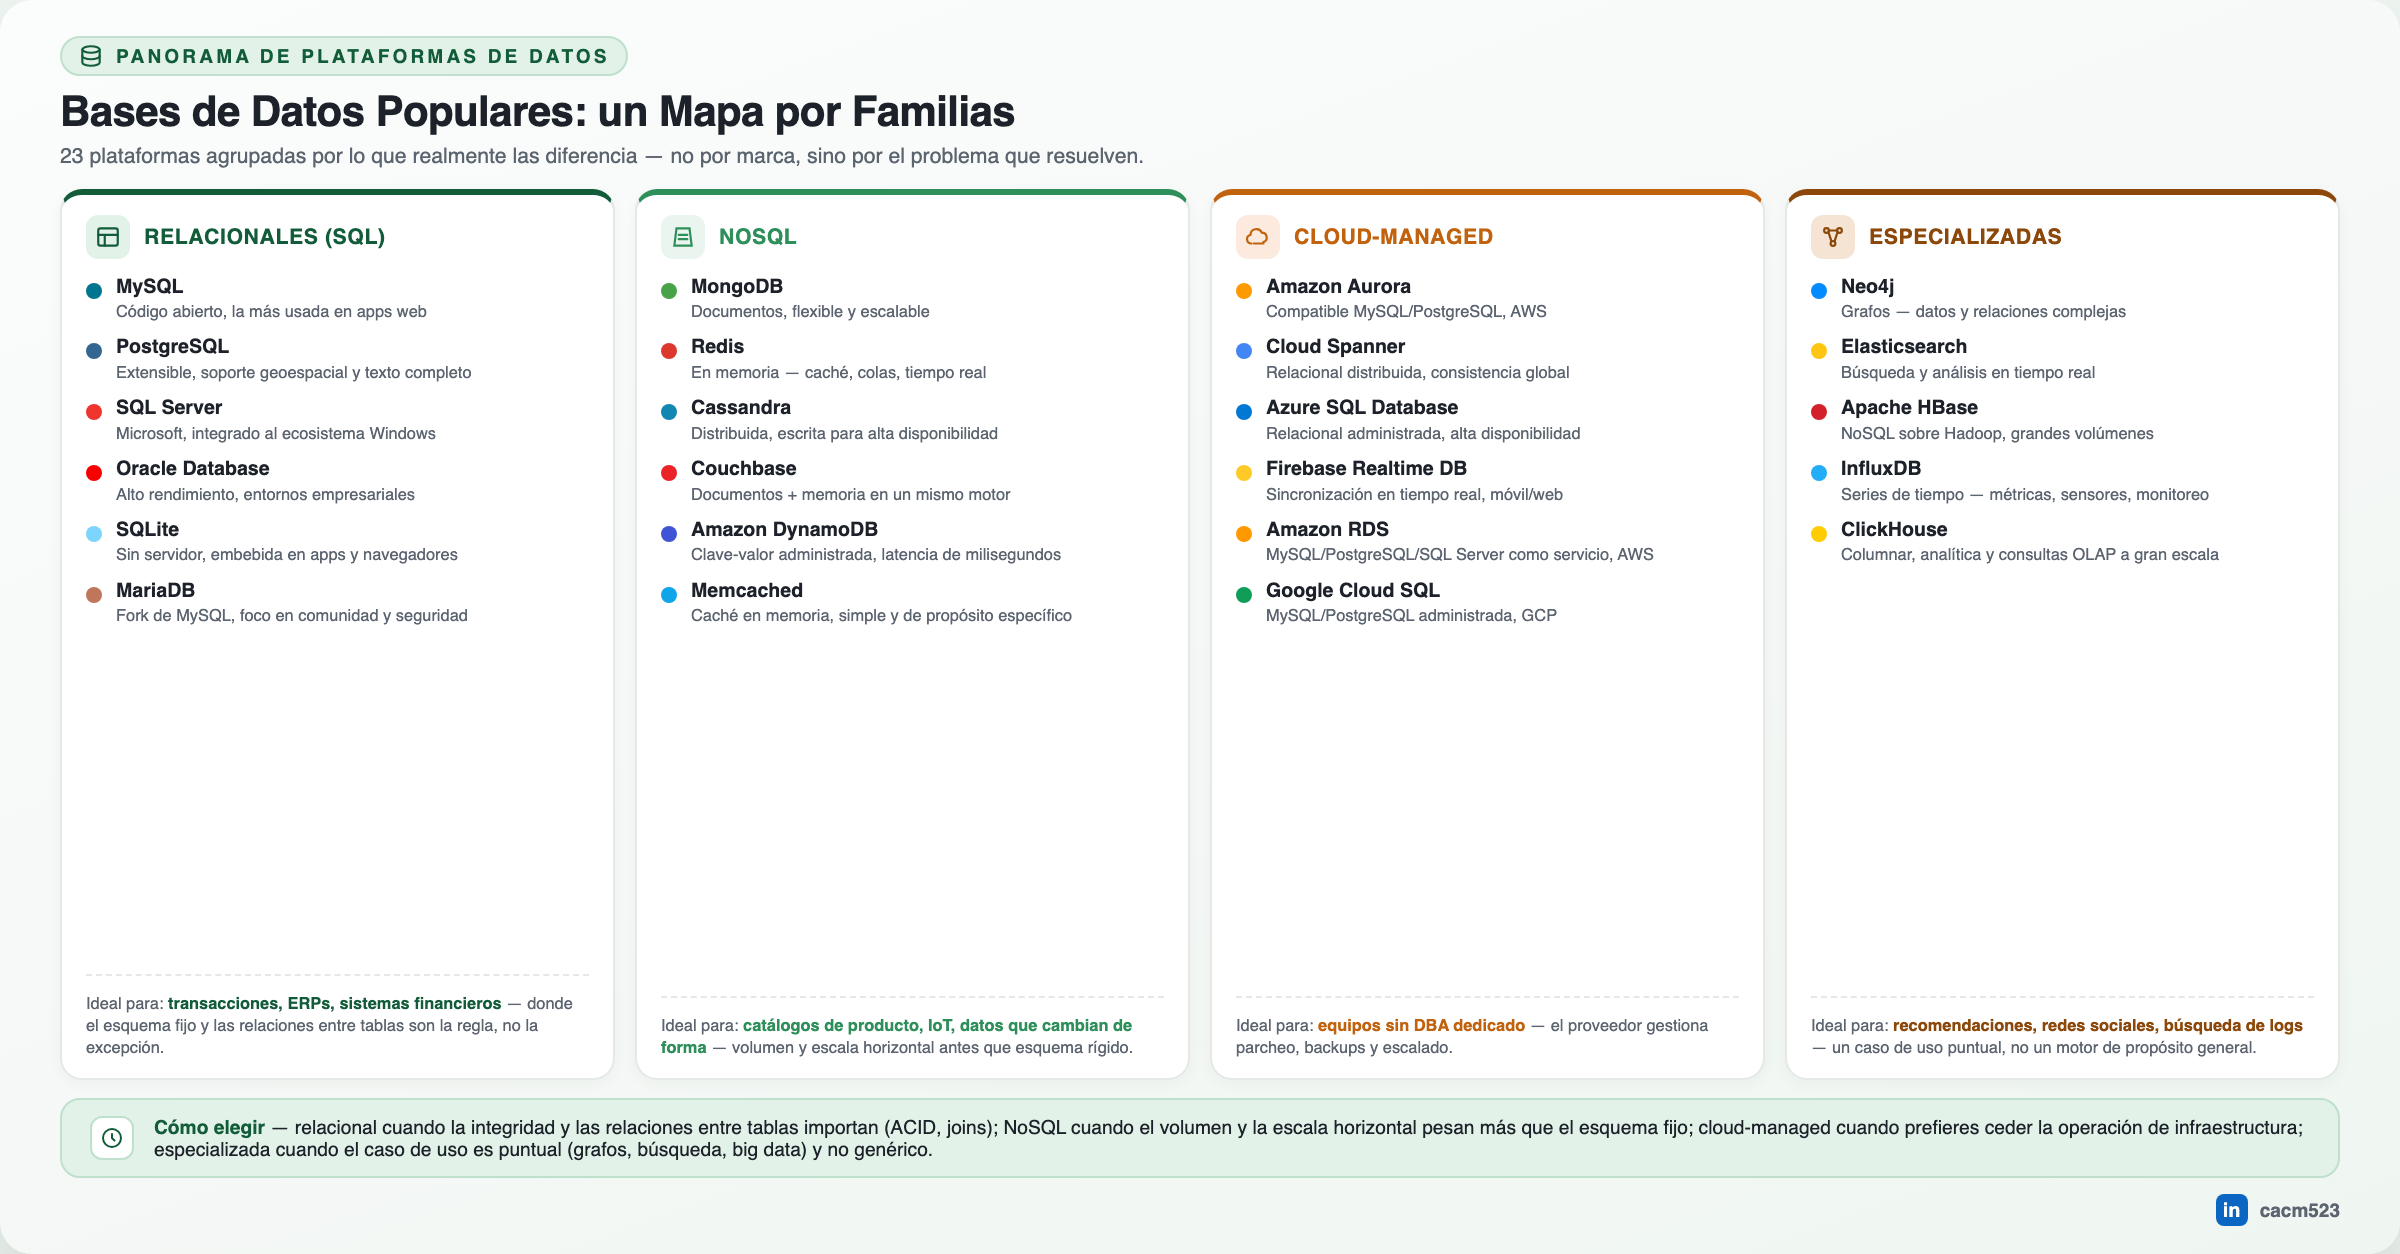 PANORAMA DE PLATAFORMAS DE DATOS
Bases de Datos Populares: un Mapa por Familias
23 plataformas agrupadas por lo que realmente las diferencia — no por marca, sino por el problema que resuelven.
RELACIONALES (SQL)
MySQL
Código abierto, la más usada en apps web
PostgreSQL
Extensible, soporte geoespacial y texto completo
SQL Server
Microsoft, integrado al ecosistema Windows
Oracle Database
Alto rendimiento, entornos empresariales
SQLite
Sin servidor, embebida en apps y navegadores
MariaDB
Fork de MySQL, foco en comunidad y seguridad
Ideal para: transacciones, ERPs, sistemas financieros — donde
el esquema fijo y las relaciones entre tablas son la regla, no la
excepción.
NOSQL
MongoDB
Documentos, flexible y escalable
Redis
En memoria — caché, colas, tiempo real
Cassandra
Distribuida, escrita para alta disponibilidad
Couchbase
Documentos + memoria en un mismo motor
Amazon DynamoDB
Clave-valor administrada, latencia de milisegundos
Memcached
Caché en memoria, simple y de propósito específico
Ideal para: catálogos de producto, IoT, datos que cambian de
forma — volumen y escala horizontal antes que esquema rígido.
CLOUD-MANAGED
Amazon Aurora
Compatible MySQL/PostgreSQL, AWS
Cloud Spanner
Relacional distribuida, consistencia global
Azure SQL Database
Relacional administrada, alta disponibilidad
Firebase Realtime DB
Sincronización en tiempo real, móvil/web
Amazon RDS
MySQL/PostgreSQL/SQL Server como servicio, AWS
Google Cloud SQL
MySQL/PostgreSQL administrada, GCP
Ideal para: equipos sin DBA dedicado — el proveedor gestiona
parcheo, backups y escalado.
ESPECIALIZADAS
Neo4j
Grafos — datos y relaciones complejas
Elasticsearch
Búsqueda y análisis en tiempo real
Apache HBase
NoSQL sobre Hadoop, grandes volúmenes
InfluxDB
Series de tiempo — métricas, sensores, monitoreo
ClickHouse
Columnar, analítica y consultas OLAP a gran escala
Ideal para: recomendaciones, redes sociales, búsqueda de logs
— un caso de uso puntual, no un motor de propósito general.
Cómo elegir — relacional cuando la integridad y las relaciones entre tablas importan (ACID, joins); NoSQL cuando el volumen y la escala horizontal pesan más que el esquema fijo; cloud-managed cuando prefieres ceder la operación de infraestructura;
especializada cuando el caso de uso es puntual (grafos, búsqueda, big data) y no genérico.
in cacm523